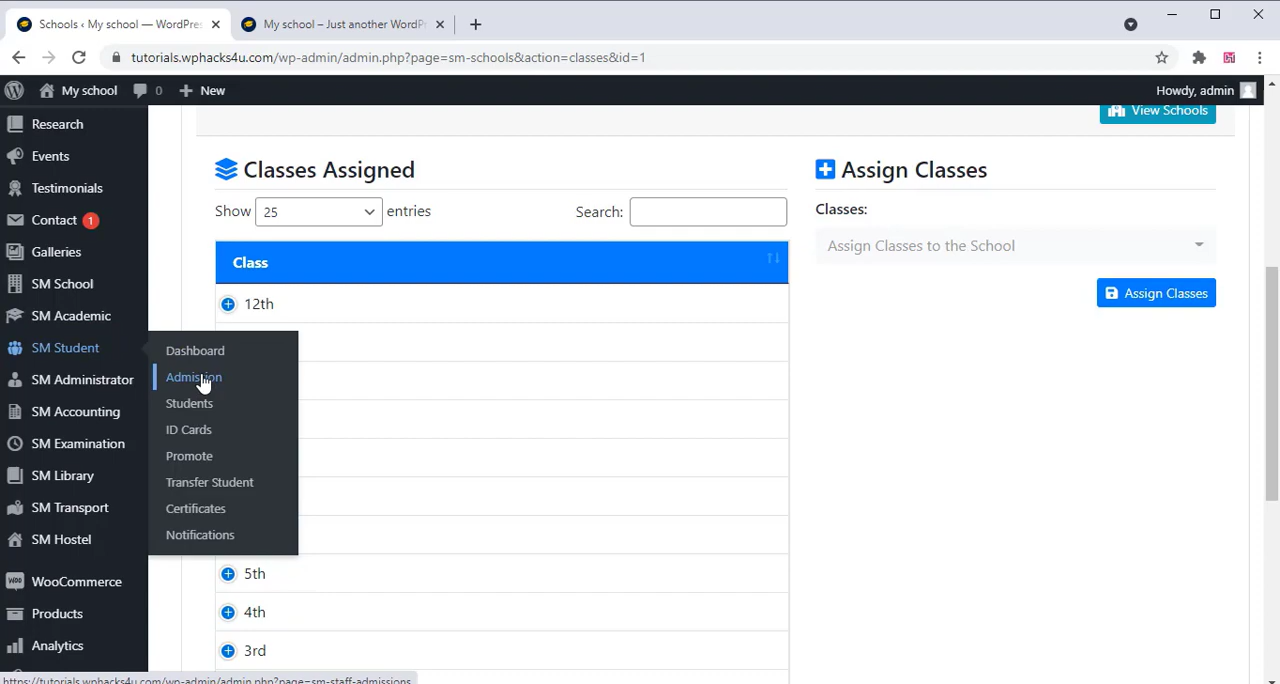 Schools ‹ My school — WordPre
My school – Just another WordP
tutorials.wphacks4u.com/wp-admin/admin.php?page=sm-schools&action=classes&id=1
My school
0
New
Howdy, admin
Research
Events
Testimonials
Contact 1
Galleries
SM School
SM Academic
SM Student
SM Administrator
SM Accounting
SM Examination
SM Library
SM Transport
SM Hostel
WooCommerce
Products
Analytics
Dashboard
Admission
Students
ID Cards
Promote
Transfer Student
Certificates
Notifications
View Schools
Classes Assigned
Show 25 entries
Search:
Class
12th
5th
4th
3rd
Assign Classes
Classes:
Assign Classes to the School
Assign Classes
https://tutorials.wphacks4u.com/wp-admin/admin.php?page=sm-staff-admissions